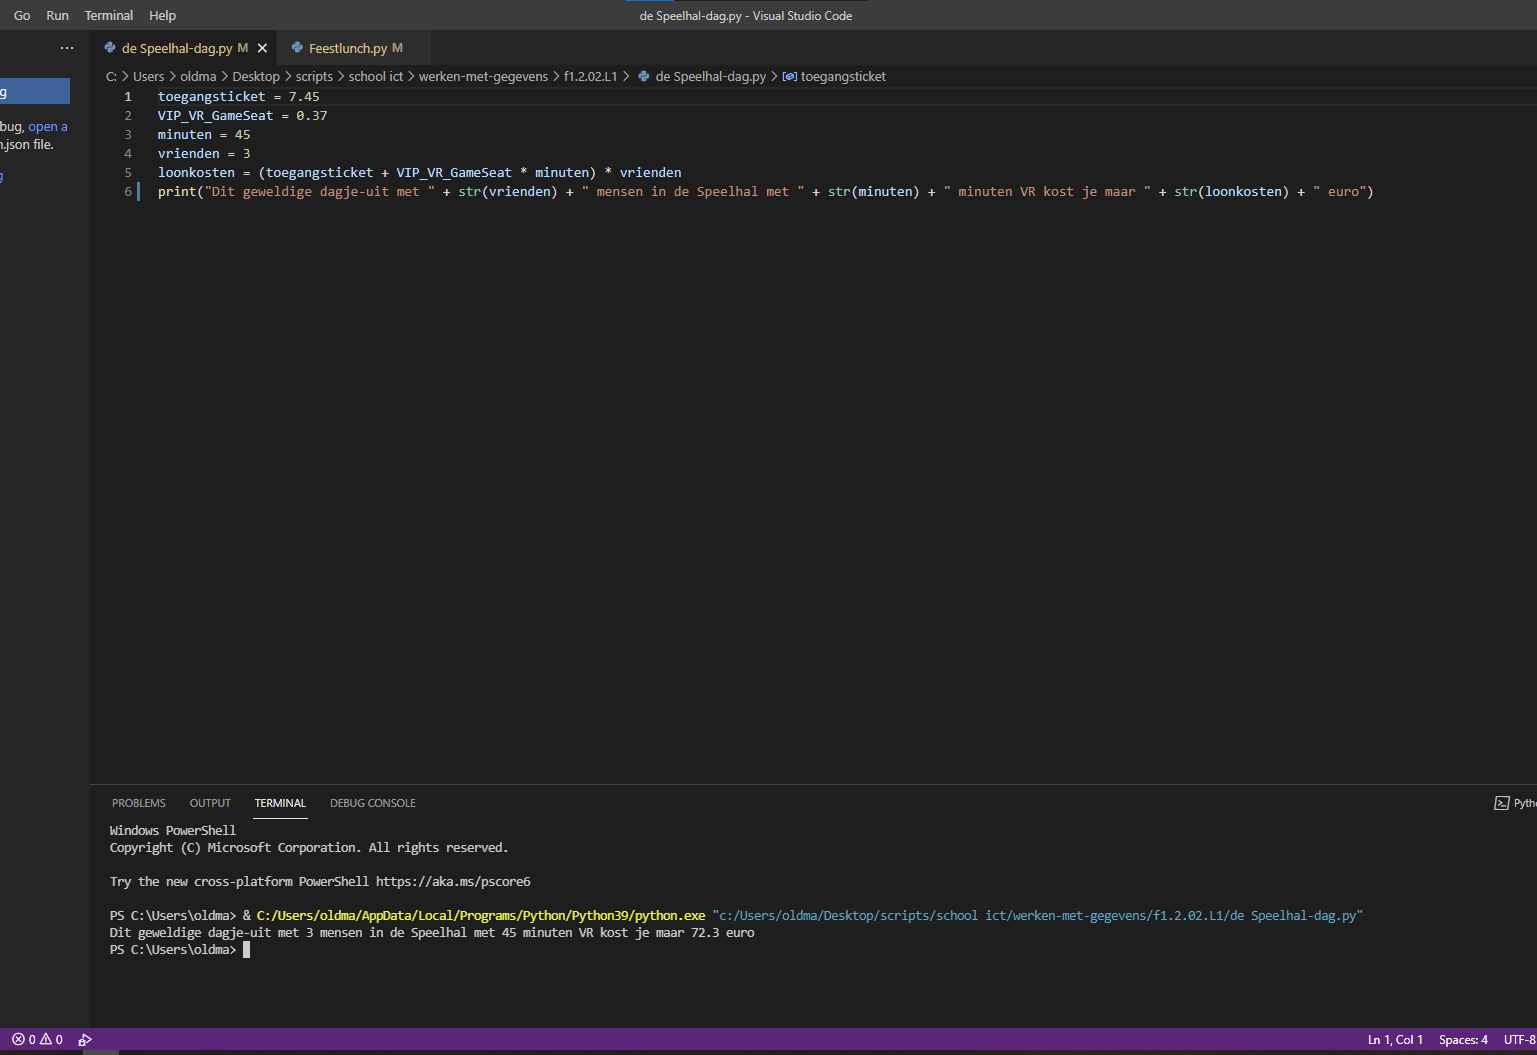 Go Run Terminal Help de Speelhal-dag.py - Visual Studio Code
... de Speelhal-dag.py M Feestlunch.py M
C: > Users > oldma > Desktop > scripts > school ict > werken-met-gegevens > f1.2.02.L1 > de Speelhal-dag.py > toegangsticket
g
bug, open a
n.json file.
g
1 toegangsticket = 7.45
2 VIP_VR_GameSeat = 0.37
3 minuten = 45
4 vrienden = 3
5 loonkosten = (toegangsticket + VIP_VR_GameSeat * minuten) * vrienden
6 print("Dit geweldige dagje-uit met " + str(vrienden) + " mensen in de Speelhal met " + str(minuten) + " minuten VR kost je maar " + str(loonkosten) + " euro")
PROBLEMS OUTPUT TERMINAL DEBUG CONSOLE Pytho
Windows PowerShell
Copyright (C) Microsoft Corporation. All rights reserved.
Try the new cross-platform PowerShell https://aka.ms/pscore6
PS C:\Users\oldma> & C:/Users/oldma/AppData/Local/Programs/Python/Python39/python.exe "c:/Users/oldma/Desktop/scripts/school ict/werken-met-gegevens/f1.2.02.L1/de Speelhal-dag.py"
Dit geweldige dagje-uit met 3 mensen in de Speelhal met 45 minuten VR kost je maar 72.3 euro
PS C:\Users\oldma>
0 0 Ln 1, Col 1 Spaces: 4 UTF-8